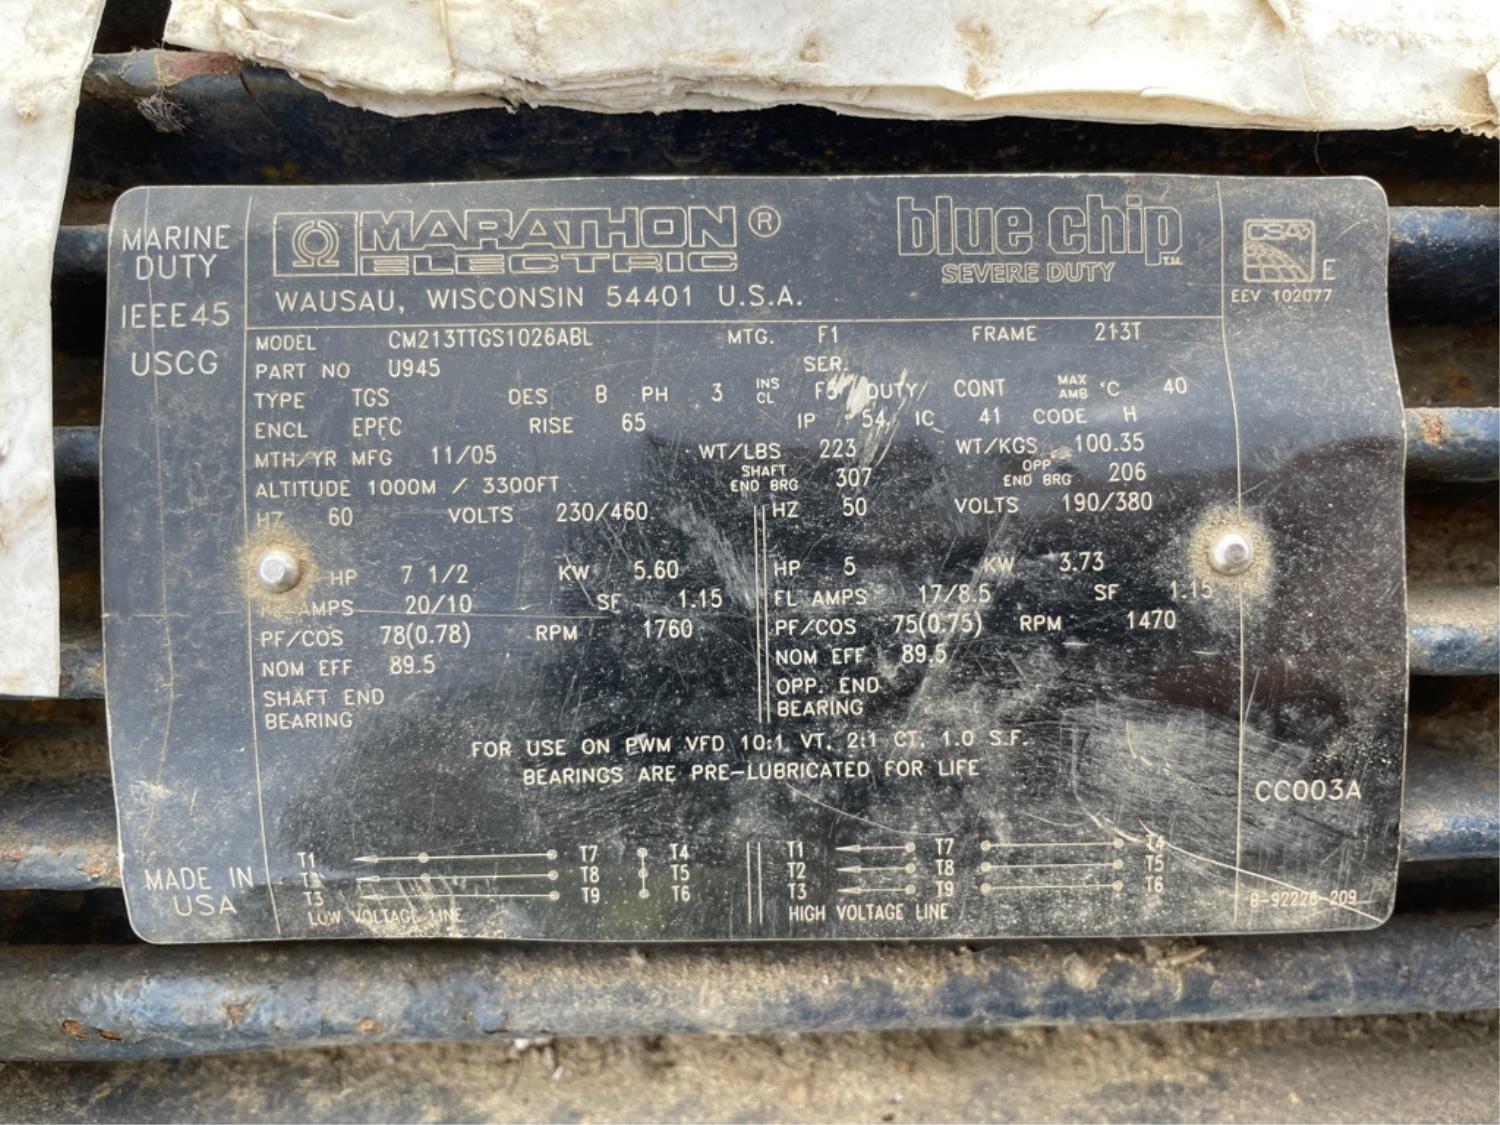 MARINE DUTY
IEEE45
USCG
MARATHON ®
ELECTRIC
WAUSAU, WISCONSIN 54401 U.S.A.
blue chip T.M.
SEVERE DUTY
CSA
E
EEV 102077
MODEL CM213TTGS1026ABL MTG. F1 FRAME 213T
PART NO U945 SER.
TYPE TGS DES B PH 3 INS CL DUTY CONT MAX AMB °C 40
ENCL EPFC RISE 65 IP 54 IC 41 CODE H
MTH/YR MFG 11/05 WT/LBS 223 WT/KGS 100.35
ALTITUDE 1000M / 3300FT SHAFT END BRG 307 OPP END BRG 206
HZ 60 VOLTS 230/460 HZ 50 VOLTS 190/380
HP 7 1/2 KW 5.60 HP 5 KW 3.73
FL AMPS 20/10 SF 1.15 FL AMPS 17/8.5 SF 1.15
PF/COS 78(0.78) RPM 1760 PF/COS 75(0.75) RPM 1470
NOM EFF 89.5 NOM EFF 89.5
SHAFT END BEARING OPP. END BEARING
FOR USE ON PWM VFD 10:1 VT, 2:1 CT, 1.0 S.F.
BEARINGS ARE PRE-LUBRICATED FOR LIFE
CC003A
MADE IN USA
T1 T7 T4 T1 T7 T4
T2 T8 T5 T2 T8 T5
T3 T9 T6 T3 T9 T6
LOW VOLTAGE LINE HIGH VOLTAGE LINE
B-92226-209